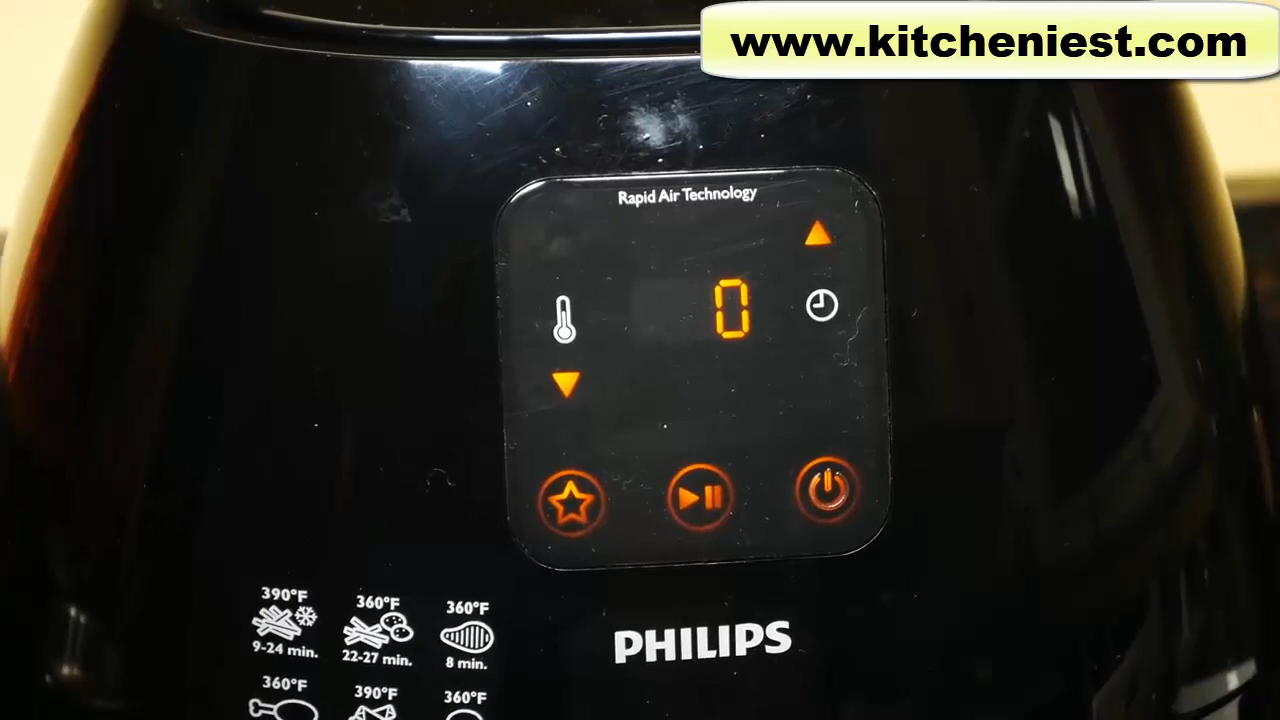 www.kitcheniest.com
Rapid Air Technology
0
390°F 360°F 360°F
9-24 min. 22-27 min. 8 min.
PHILIPS
360°F 390°F 360°F